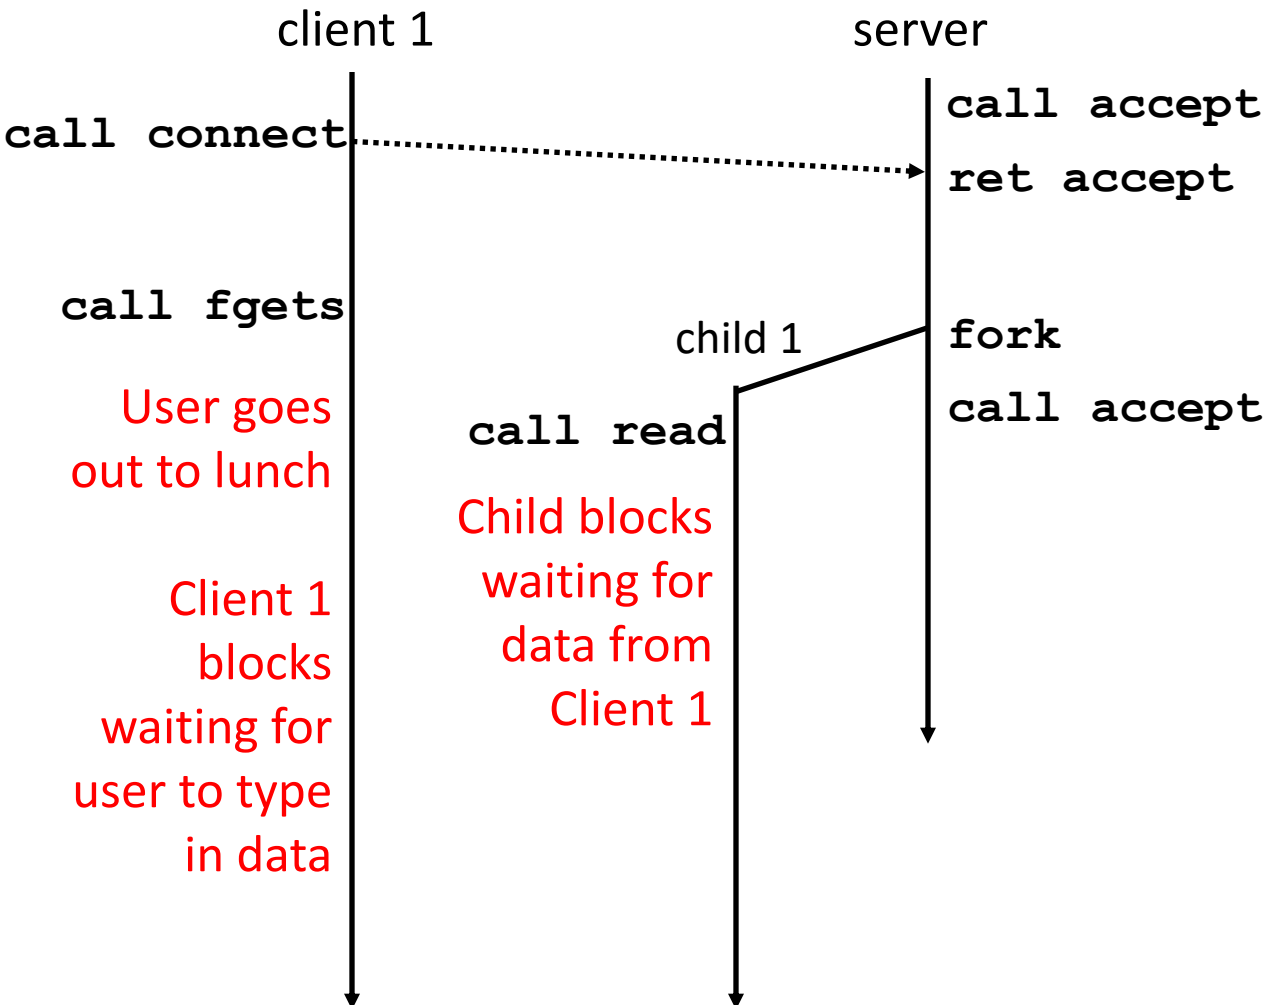 client 1
server
call accept
call connect
ret accept
call fgets
child 1
fork
call accept
User goes
out to lunch
call read
Child blocks
waiting for
data from
Client 1
Client 1
blocks
waiting for
user to type
in data